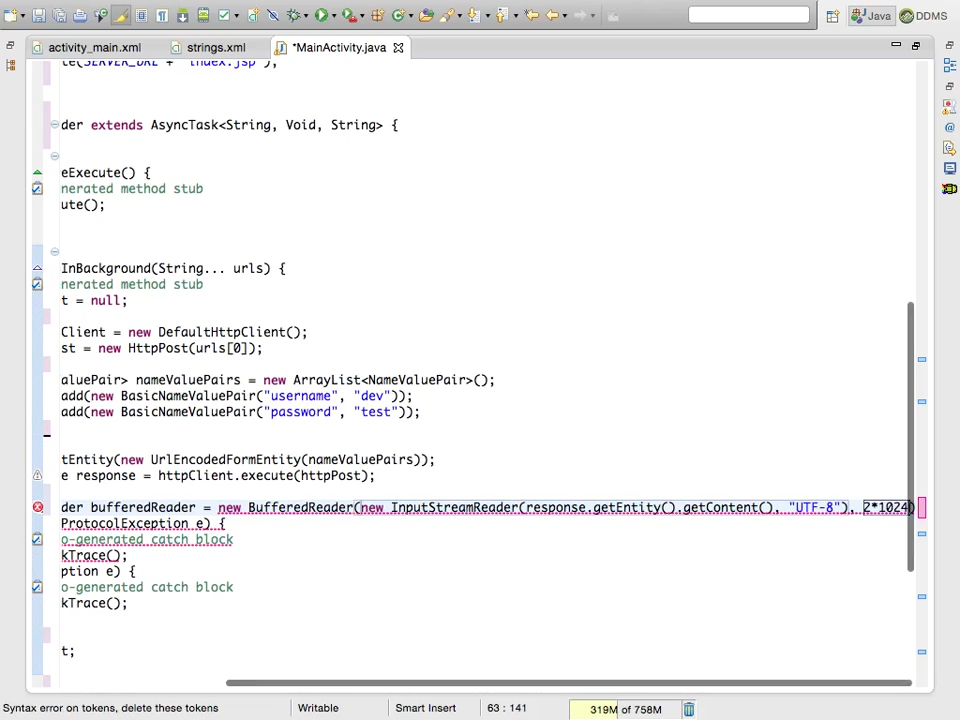 Java
DDMS
activity_main.xml
strings.xml
*MainActivity.java
te(SERVER_URL + "index.jsp");
der extends AsyncTask<String, Void, String> {
eExecute() {
nerated method stub
ute();
InBackground(String... urls) {
nerated method stub
t = null;
Client = new DefaultHttpClient();
st = new HttpPost(urls[0]);
aluePair> nameValuePairs = new ArrayList<NameValuePair>();
add(new BasicNameValuePair("username", "dev"));
add(new BasicNameValuePair("password", "test"));
tEntity(new UrlEncodedFormEntity(nameValuePairs));
e response = httpClient.execute(httpPost);
der bufferedReader = new BufferedReader(new InputStreamReader(response.getEntity().getContent(), "UTF-8"), 2*1024)
ProtocolException e) {
o-generated catch block
kTrace();
ption e) {
o-generated catch block
kTrace();
t;
Syntax error on tokens, delete these tokens
Writable
Smart Insert
63 : 141
319M of 758M